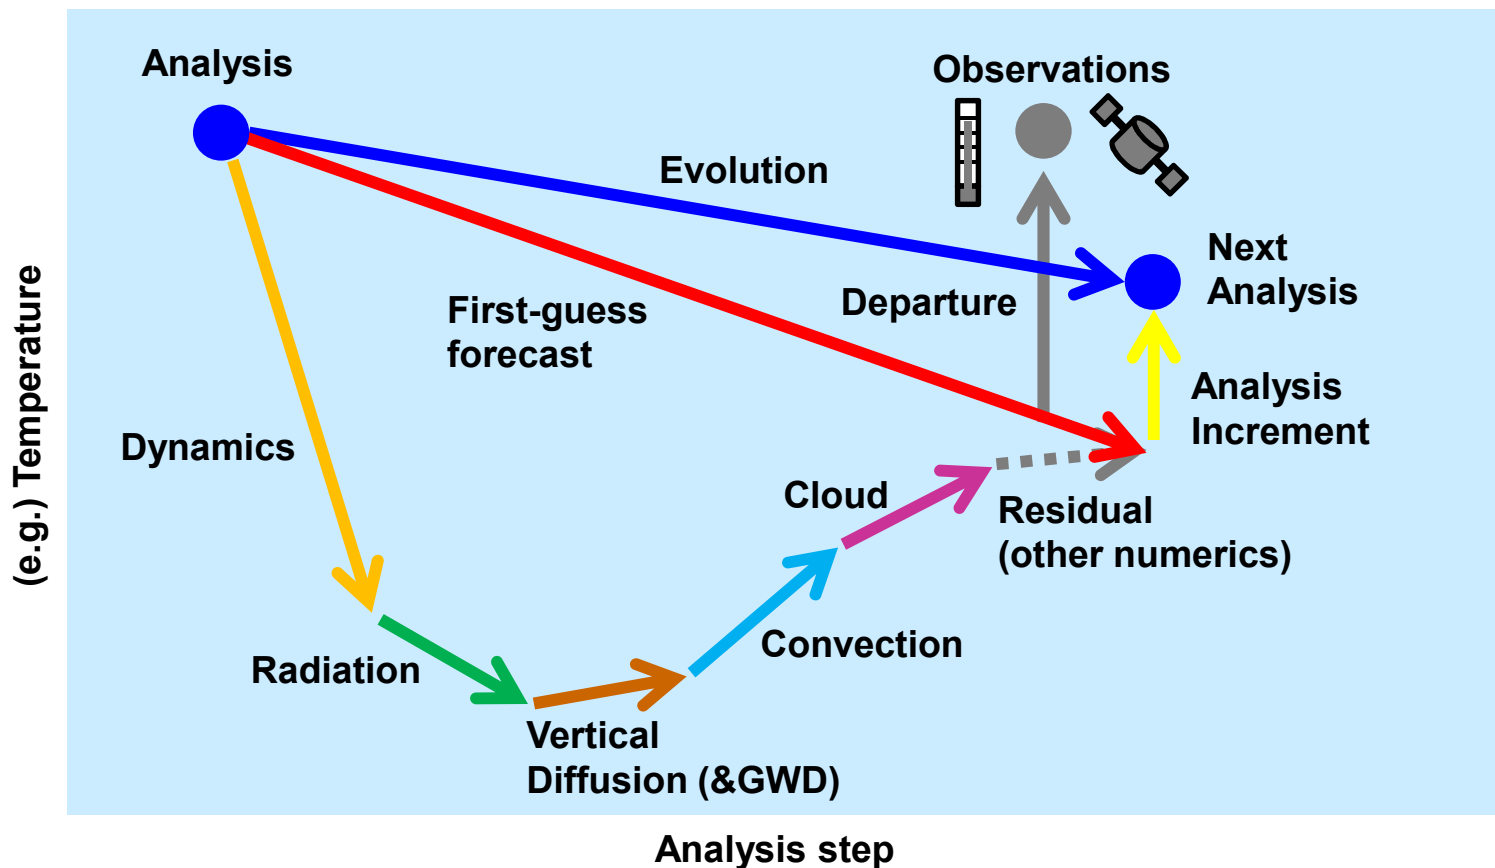 Analysis
Observations
Evolution
Next
Analysis
Departure
First-guess
forecast
Analysis
Increment
Dynamics
Cloud
Residual
(other numerics)
Convection
Radiation
Vertical
Diffusion (&GWD)
(e.g.) Temperature
Analysis step